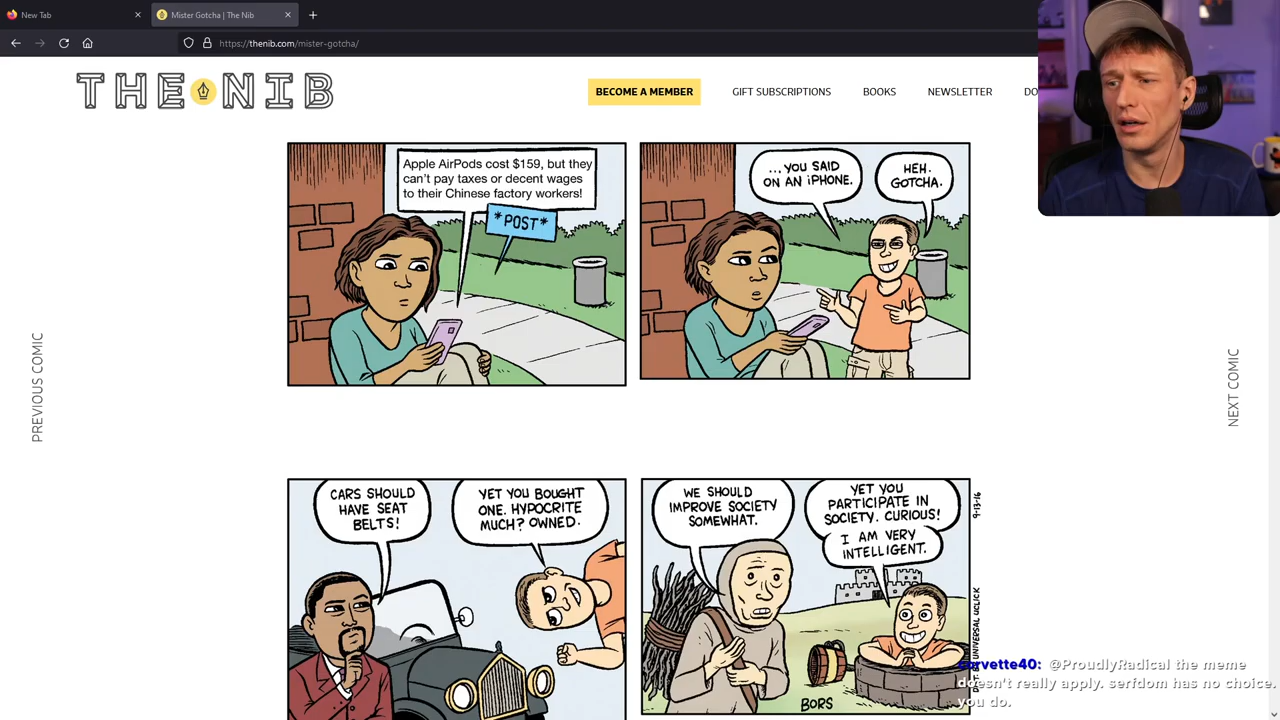 New Tab
Mister Gotcha | The Nib
https://thenib.com/mister-gotcha/
THE NIB
BECOME A MEMBER
GIFT SUBSCRIPTIONS
BOOKS
NEWSLETTER
DO
PREVIOUS COMIC
NEXT COMIC
Apple AirPods cost $159, but they
can't pay taxes or decent wages
to their Chinese factory workers!
*POST*
..., YOU SAID
ON AN iPHONE.
HEH.
GOTCHA.
CARS SHOULD
HAVE SEAT
BELTS!
YET YOU BOUGHT
ONE. HYPOCRITE
MUCH? OWNED.
WE SHOULD
IMPROVE SOCIETY
SOMEWHAT.
YET YOU
PARTICIPATE IN
SOCIETY. CURIOUS!
I AM VERY
INTELLIGENT.
BORS
9-13-16
UNIVERSAL UCLICK
corvette40: @ProudlyRadical the meme
doesn't really apply. serfdom has no choice.
you do.